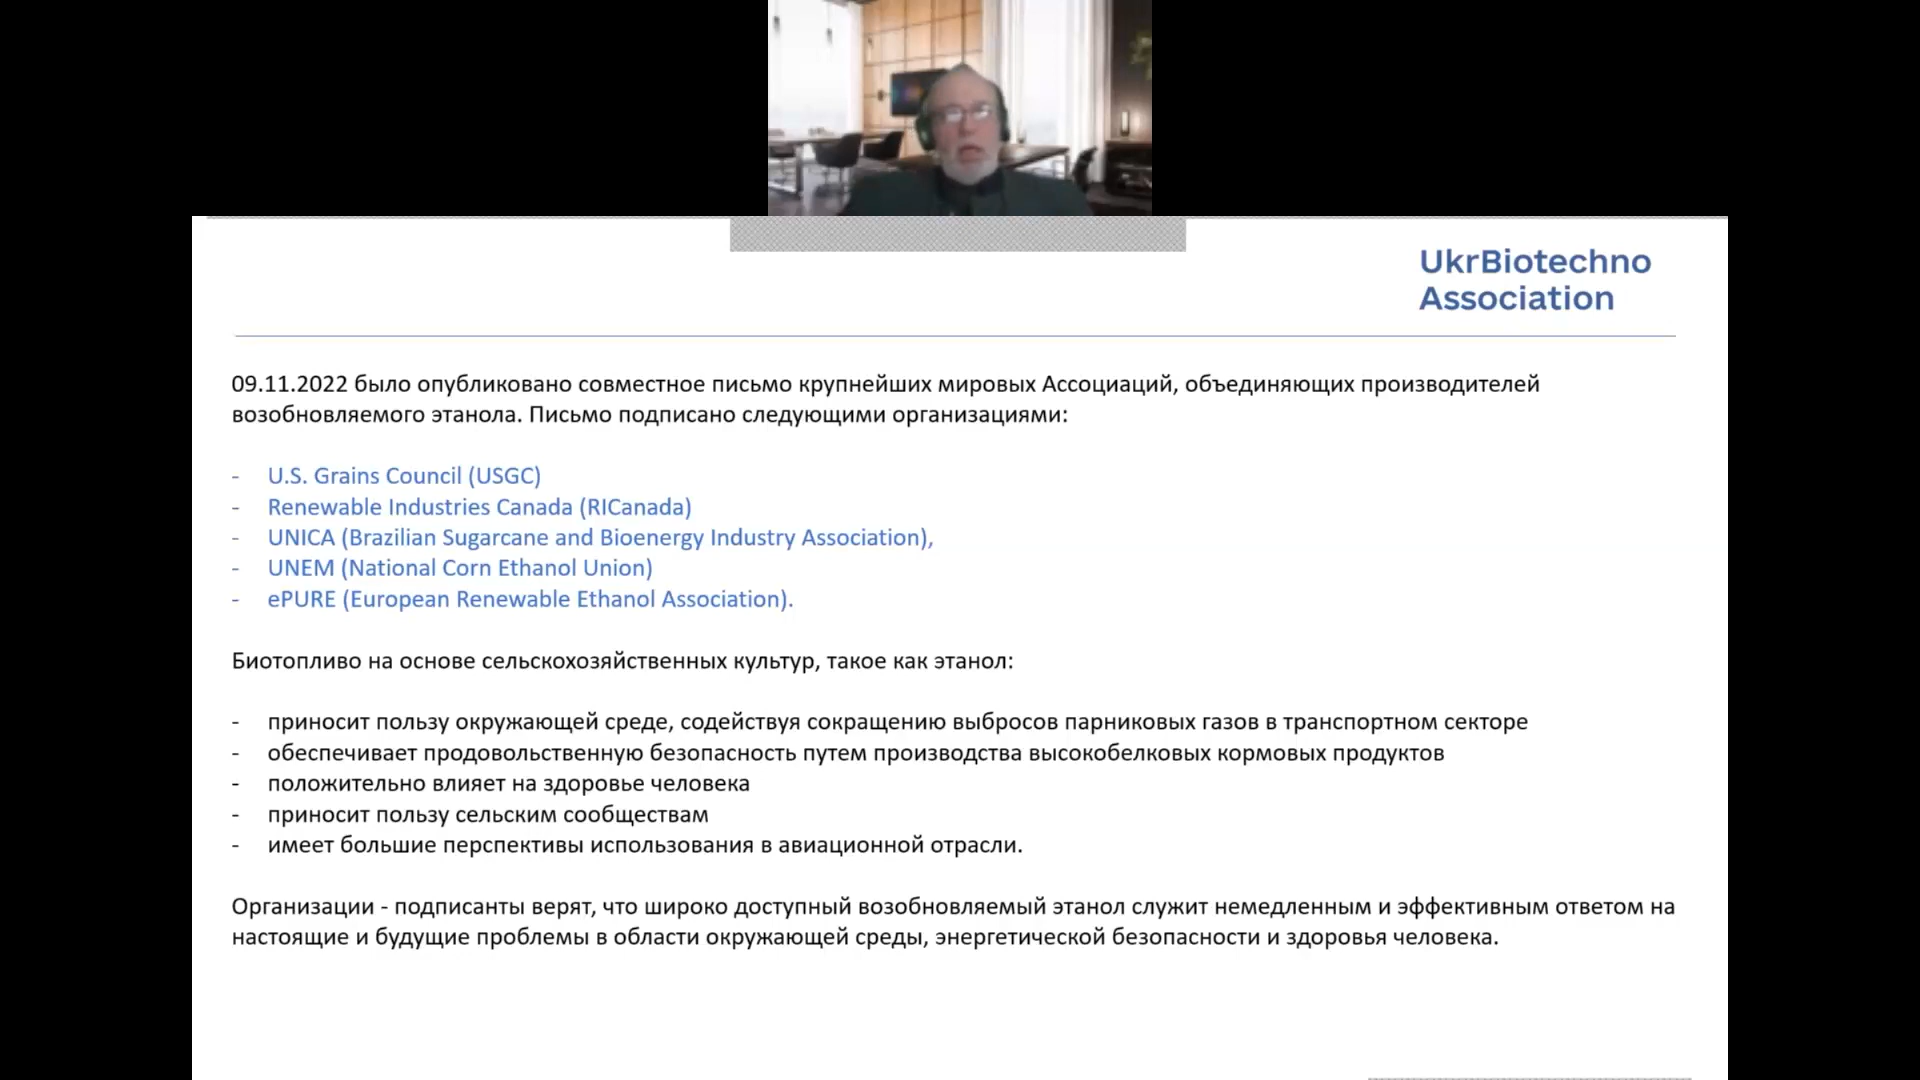 UkrBiotechno
Association
09.11.2022 было опубликовано совместное письмо крупнейших мировых Ассоциаций, объединяющих производителей
возобновляемого этанола. Письмо подписано следующими организациями:
- U.S. Grains Council (USGC)
- Renewable Industries Canada (RICanada)
- UNICA (Brazilian Sugarcane and Bioenergy Industry Association),
- UNEM (National Corn Ethanol Union)
- ePURE (European Renewable Ethanol Association).
Биотопливо на основе сельскохозяйственных культур, такое как этанол:
- приносит пользу окружающей среде, содействуя сокращению выбросов парниковых газов в транспортном секторе
- обеспечивает продовольственную безопасность путем производства высокобелковых кормовых продуктов
- положительно влияет на здоровье человека
- приносит пользу сельским сообществам
- имеет большие перспективы использования в авиационной отрасли.
Организации - подписанты верят, что широко доступный возобновляемый этанол служит немедленным и эффективным ответом на
настоящие и будущие проблемы в области окружающей среды, энергетической безопасности и здоровья человека.